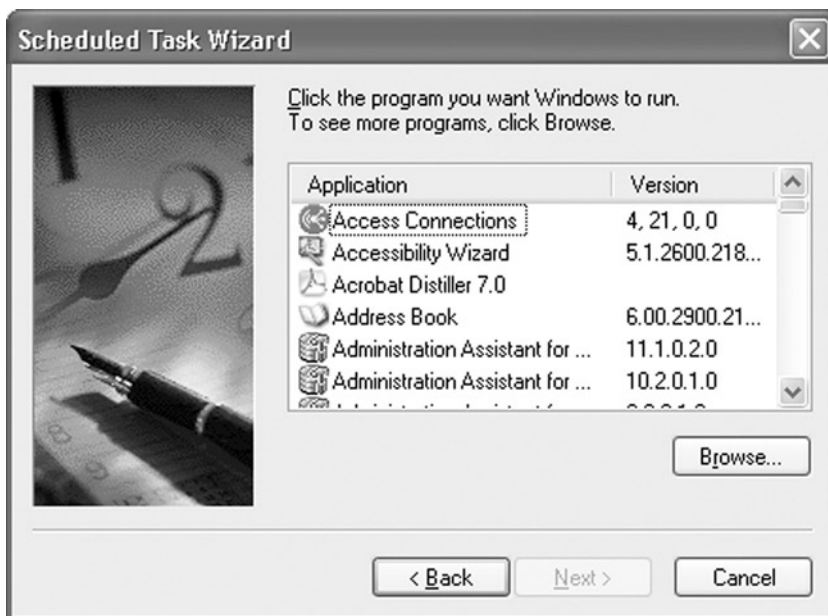 Scheduled Task Wizard
Click the program you want Windows to run.
To see more programs, click Browse.
Application Version
Access Connections 4, 21, 0, 0
Accessibility Wizard 5.1.2600.218...
Acrobat Distiller 7.0
Address Book 6.00.2900.21...
Administration Assistant for ... 11.1.0.2.0
Administration Assistant for ... 10.2.0.1.0
Browse...
< Back Next > Cancel